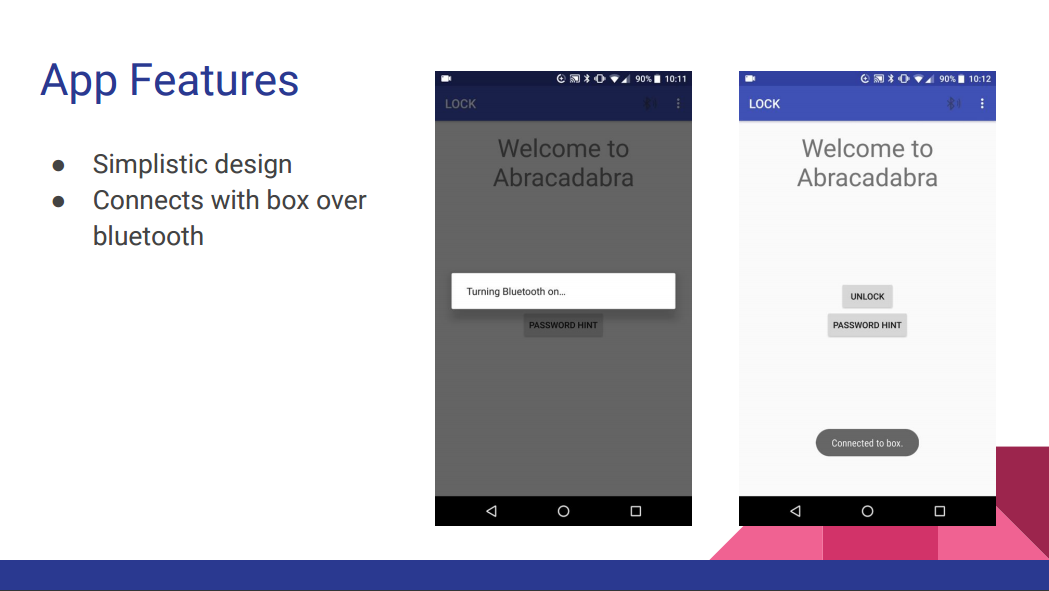 App Features
● Simplistic design
● Connects with box over
bluetooth
90% 10:11
LOCK
Welcome to
Abracadabra
Turning Bluetooth on...
PASSWORD HINT
90% 10:12
LOCK
Welcome to
Abracadabra
UNLOCK
PASSWORD HINT
Connected to box.